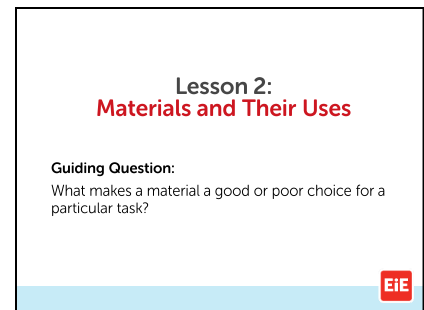 Lesson 2:
Materials and Their Uses
Guiding Question:
What makes a material a good or poor choice for a
particular task?
EiE